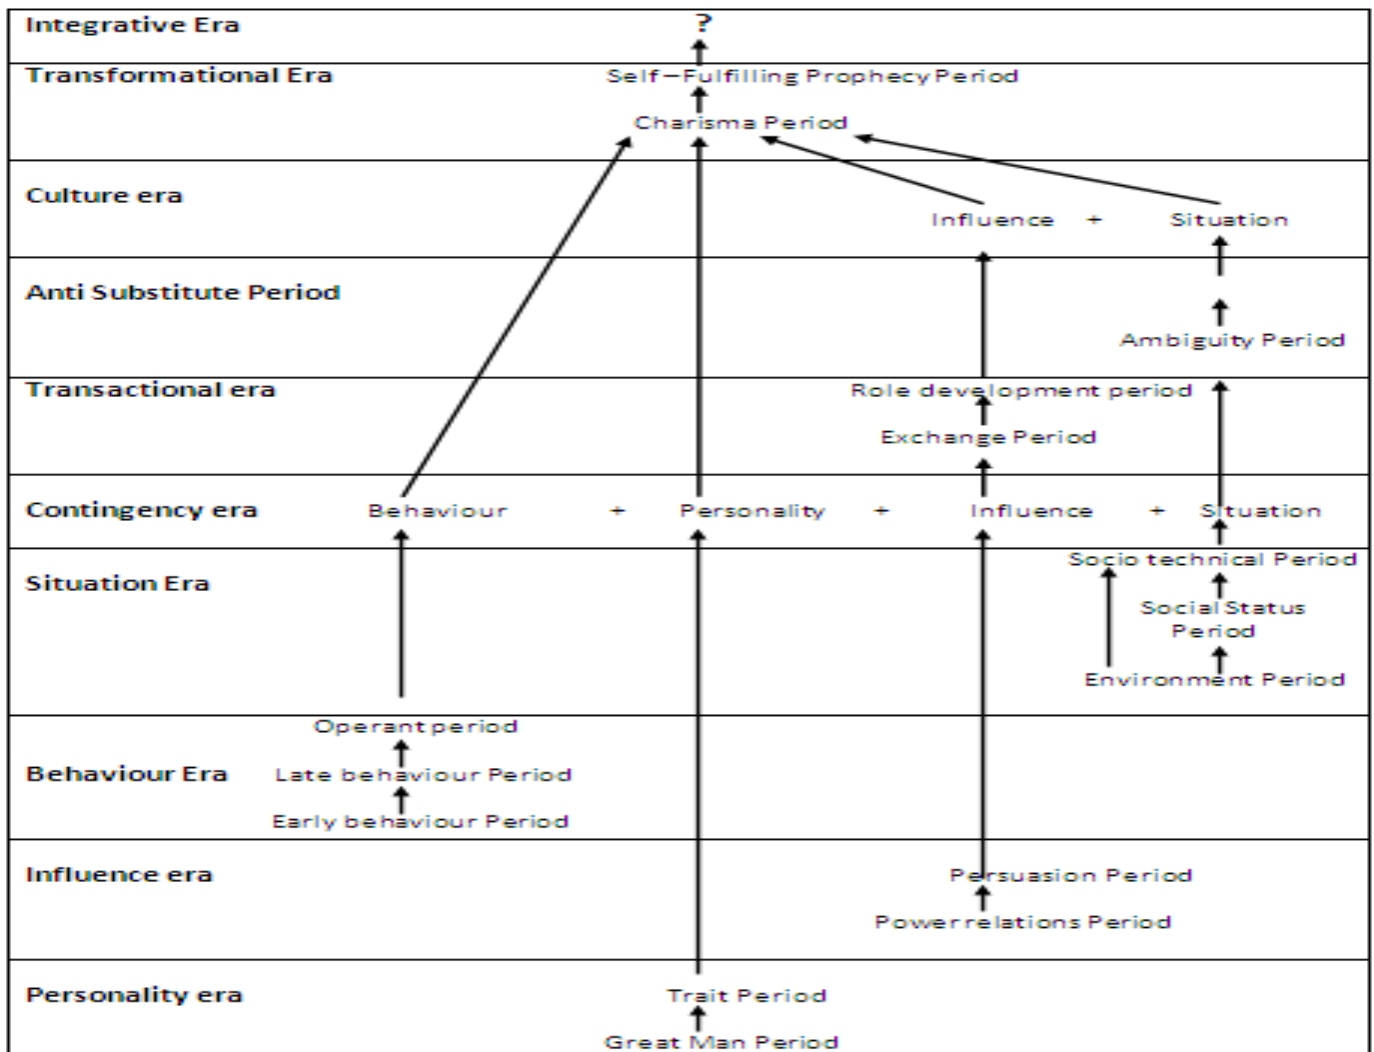 Integrative Era ?
Transformational Era Self-Fulfilling Prophecy Period
Charisma Period
Culture era
Influence + Situation
Anti Substitute Period
Ambiguity Period
Transactional era Role development period
Exchange Period
Contingency era Behaviour + Personality + Influence + Situation
Socio technical Period
Situation Era
Social Status
Period
Environment Period
Operant period
Behaviour Era Late behaviour Period
Early behaviour Period
Influence era Persuasion Period
Power relations Period
Personality era Trait Period
Great Man Period